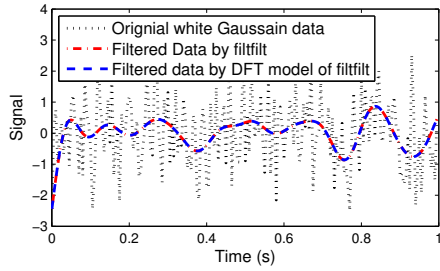 4
3
2
1
0
−1
−2
−3
Signal
Orignial white Gaussain data
Filtered Data by filtfilt
Filtered data by DFT model of filtfilt
0 0.2 0.4 0.6 0.8 1
Time (s)